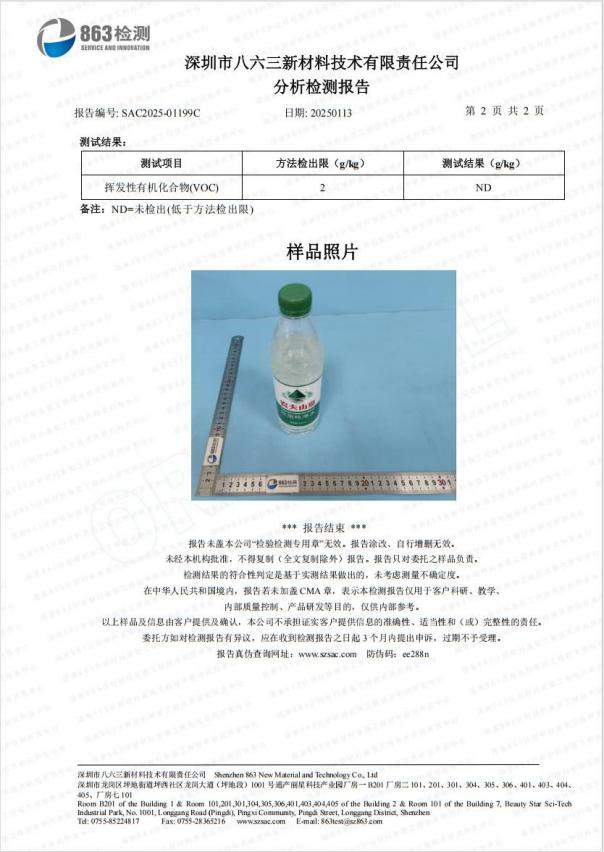 863检测
SERVICE AND INNOVATION
深圳市八六三新材料技术有限责任公司
分析检测报告
报告编号: SAC2025-01199C 日期: 20250113 第 2 页 共 2 页
测试结果:
测试项目 方法检出限（g/kg） 测试结果（g/kg）
挥发性有机化合物(VOC) 2 ND
备注: ND=未检出(低于方法检出限)
样品照片
农夫山泉
863检测
*** 报告结束 ***
报告未盖本公司“检验检测专用章”无效。报告涂改、自行增删无效。
未经本机构批准，不得复制（全文复制除外）报告。报告只对委托之样品负责。
检测结果的符合性判定是基于实测结果做出的，未考虑测量不确定度。
在中华人民共和国境内，报告若未加盖 CMA 章，表示本检测报告仅用于客户科研、教学、
内部质量控制、产品研发等目的，仅供内部参考。
以上样品及信息由客户提供及确认，本公司不承担证实客户提供信息的准确性、适当性和（或）完整性的责任。
委托方如对检测报告有异议，应在收到检测报告之日起 3 个月内提出申诉，过期不予受理。
报告真伪查询网址：www.szsac.com 防伪码：ee288n
深圳市八六三新材料技术有限责任公司 Shenzhen 863 New Material and Technology Co., Ltd
深圳市龙岗区坪地街道坪西社区龙岗大道（坪地段）1001 号通产丽星科技产业园厂房一 B201 厂房二 101、201、301、304、305、306、401、403、404、
405、厂房七 101
Room B201 of the Building 1 & Room 101,201,301,304,305,306,401,403,404,405 of the Building 2 & Room 101 of the Building 7, Beauty Star Sci-Tech
Industrial Park, No. 1001, Longgang Road (Pingdi), Pingxi Community, Pingdi Street, Longgang District, Shenzhen
Tel: 0755-85224817 Fax: 0755-28365216 www.szsac.com E-mail: 863test@sz863.com